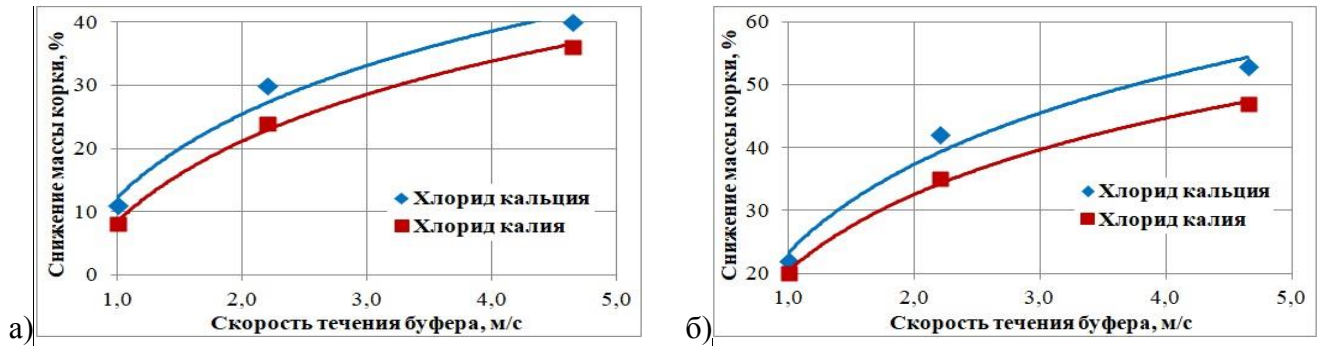 Снижение массы корки, %
40
30
20
10
0
Хлорид кальция
Хлорид калия
1,0 2,0 3,0 4,0 5,0
Скорость течения буфера, м/с
а)
Снижение массы корки, %
60
50
40
30
20
Хлорид кальция
Хлорид калия
1,0 2,0 3,0 4,0 5,0
Скорость течения буфера, м/с
б)